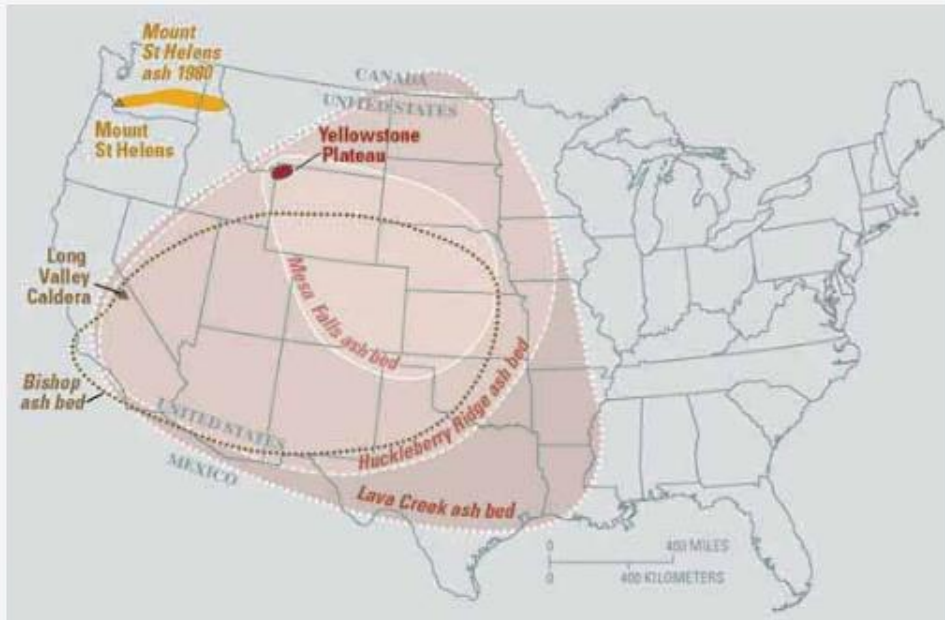 Mount
St Helens
ash 1980
Mount
St Helens
CANADA
UNITED STATES
Yellowstone
Plateau
Long
Valley
Caldera
Mesa Falls ash bed
Bishop
ash bed
UNITED STATES
MEXICO
Huckleberry Ridge ash bed
Lava Creek ash bed
0 400 MILES
0 400 KILOMETERS